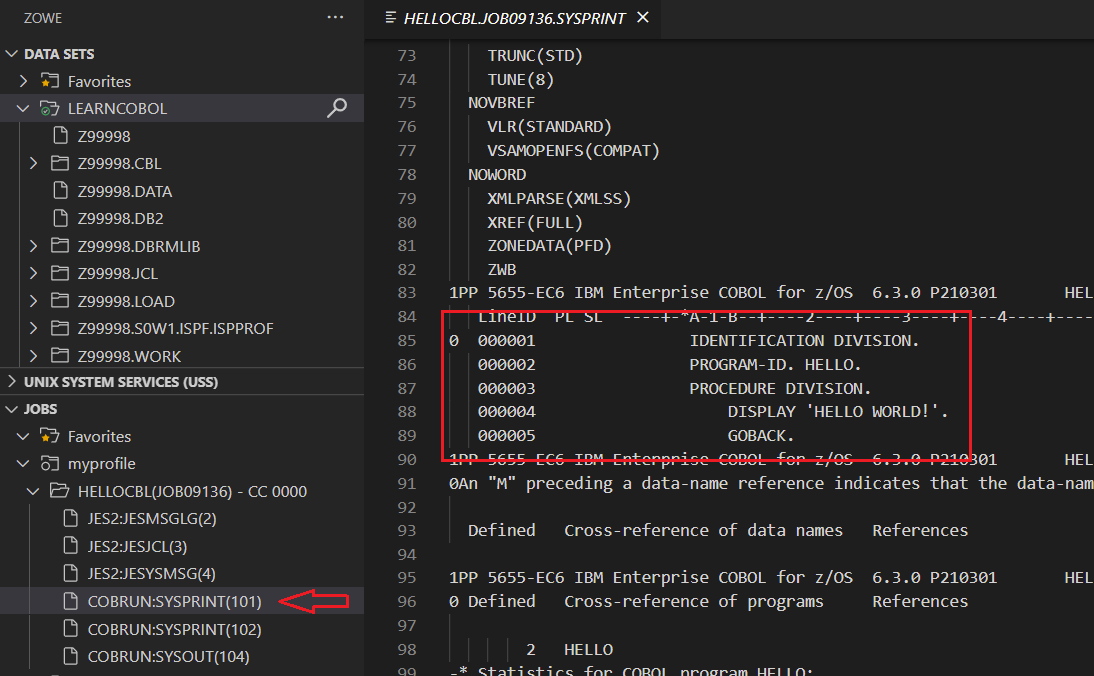 ZOWE
DATA SETS
Favorites
LEARNCOBOL
Z99998
Z99998.CBL
Z99998.DATA
Z99998.DB2
Z99998.DBRMLIB
Z99998.JCL
Z99998.LOAD
Z99998.S0W1.ISPF.ISPPROF
Z99998.WORK
UNIX SYSTEM SERVICES (USS)
JOBS
Favorites
myprofile
HELLOCBL(JOB09136) - CC 0000
JES2:JESMSGLG(2)
JES2:JESJCL(3)
JES2:JESYSMSG(4)
COBRUN:SYSPRINT(101)
COBRUN:SYSPRINT(102)
COBRUN:SYSOUT(104)
HELLOCBL.JOB09136.SYSPRINT
73 TRUNC(STD)
74 TUNE(8)
75 NOVBREF
76 VLR(STANDARD)
77 VSAMOPENFS(COMPAT)
78 NOWORD
79 XMLPARSE(XMLSS)
80 XREF(FULL)
81 ZONEDATA(PFD)
82 ZWB
83 1PP 5655-EC6 IBM Enterprise COBOL for z/OS 6.3.0 P210301 HEL
84 LineID PL SL ----+-*A-1-B--+----2----+----3----+----4----+----
85 0 000001 IDENTIFICATION DIVISION.
86 000002 PROGRAM-ID. HELLO.
87 000003 PROCEDURE DIVISION.
88 000004 DISPLAY 'HELLO WORLD!'.
89 000005 GOBACK.
90 1PP 5655-EC6 IBM Enterprise COBOL for z/OS 6.3.0 P210301 HEL
91 0An "M" preceding a data-name reference indicates that the data-nam
92
93 Defined Cross-reference of data names References
94
95 1PP 5655-EC6 IBM Enterprise COBOL for z/OS 6.3.0 P210301 HEL
96 0 Defined Cross-reference of programs References
97
98 2 HELLO
99 -* Statistics for COBOL program HELLO: